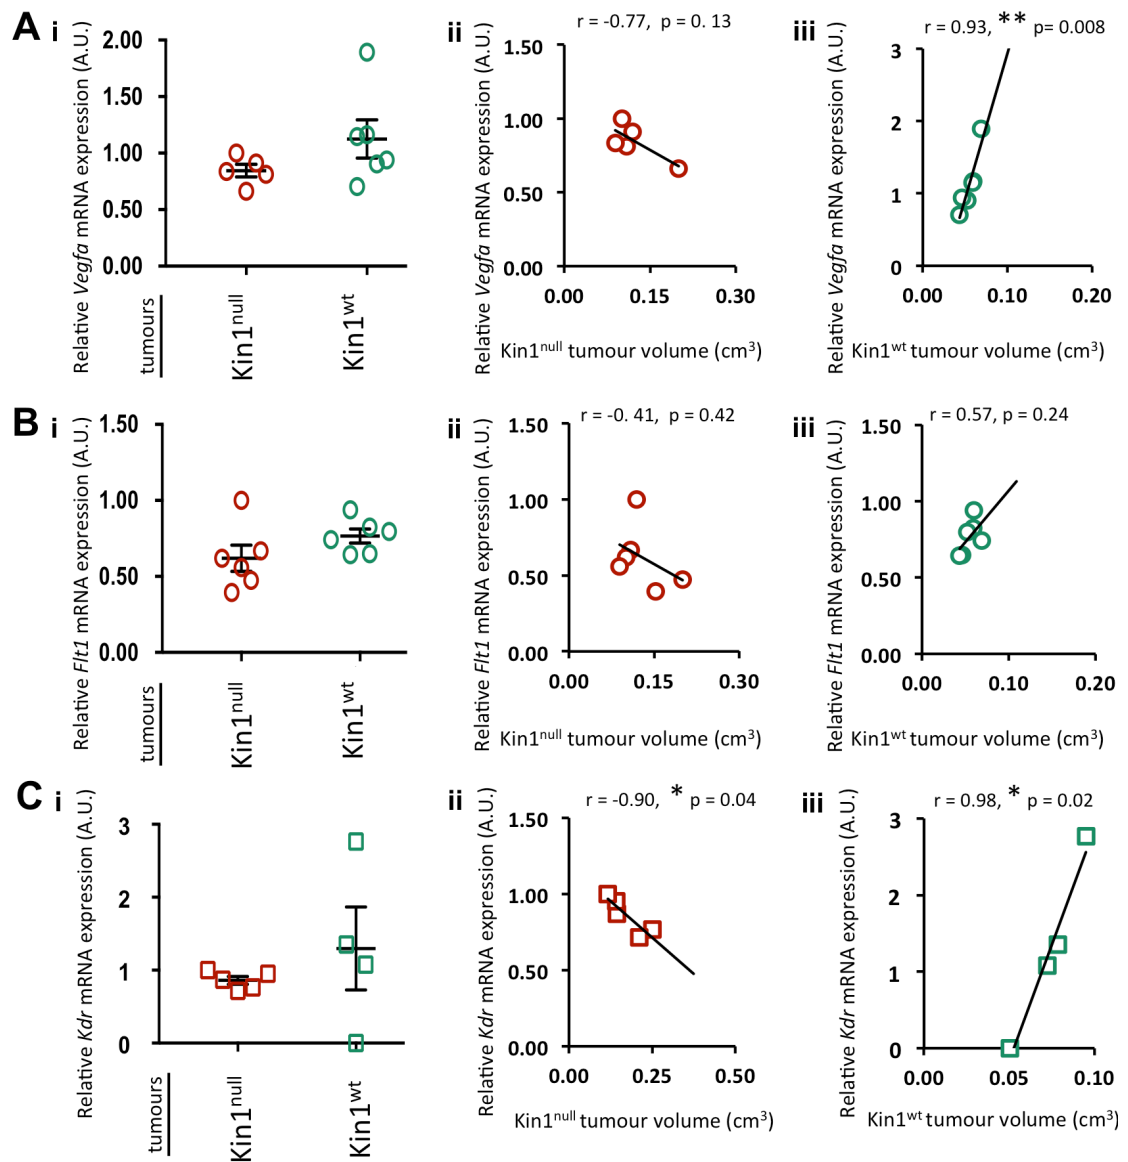 A
i
Relative Vegfa mRNA expression (A.U.)
2.00
1.50
1.00
0.50
0.00
tumours
Kin1null
Kin1wt
ii
r = -0.77, p = 0. 13
Relative Vegfa mRNA expression (A.U.)
1.50
1.00
0.50
0.00
0.00 0.15 0.30
Kin1null tumour volume (cm3)
iii
r = 0.93, ** p= 0.008
Relative Vegfa mRNA expression (A.U.)
3
2
1
0
0.00 0.10 0.20
Kin1wt tumour volume (cm3)
B
i
Relative Flt1 mRNA expression (A.U.)
1.50
1.00
0.50
0.00
tumours
Kin1null
Kin1wt
ii
r = -0. 41, p = 0.42
Relative Flt1 mRNA expression (A.U.)
1.50
1.00
0.50
0.00
0.00 0.15 0.30
Kin1null tumour volume (cm3)
iii
r = 0.57, p = 0.24
Relative Flt1 mRNA expression (A.U.)
1.50
1.00
0.50
0.00
0.00 0.10 0.20
Kin1wt tumour volume (cm3)
C
i
Relative Kdr mRNA expression (A.U.)
3
2
1
0
tumours
Kin1null
Kin1wt
ii
r = -0.90, * p = 0.04
Relative Kdr mRNA expression (A.U.)
1.50
1.00
0.50
0.00
0.00 0.25 0.50
Kin1null tumour volume (cm3)
iii
r = 0.98, * p = 0.02
Relative Kdr mRNA expression (A.U.)
3
2
1
0
0.00 0.05 0.10
Kin1wt tumour volume (cm3)